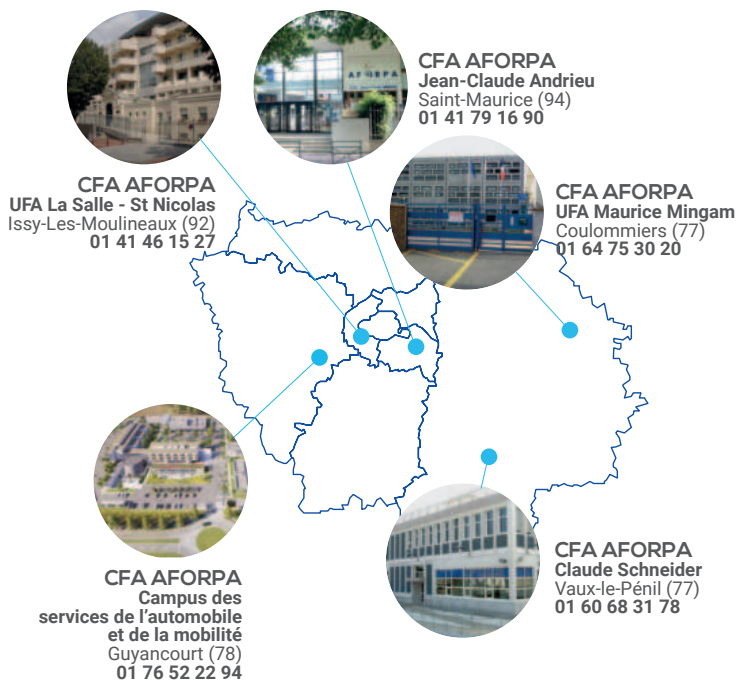 CFA AFORPA
Jean-Claude Andrieu
Saint-Maurice (94)
01 41 79 16 90
CFA AFORPA
UFA La Salle - St Nicolas
Issy-Les-Moulineaux (92)
01 41 46 15 27
CFA AFORPA
UFA Maurice Mingam
Coulommiers (77)
01 64 75 30 20
CFA AFORPA
Campus des
services de l'automobile
et de la mobilité
Guyancourt (78)
01 76 52 22 94
CFA AFORPA
Claude Schneider
Vaux-le-Pénil (77)
01 60 68 31 78
AFORPA